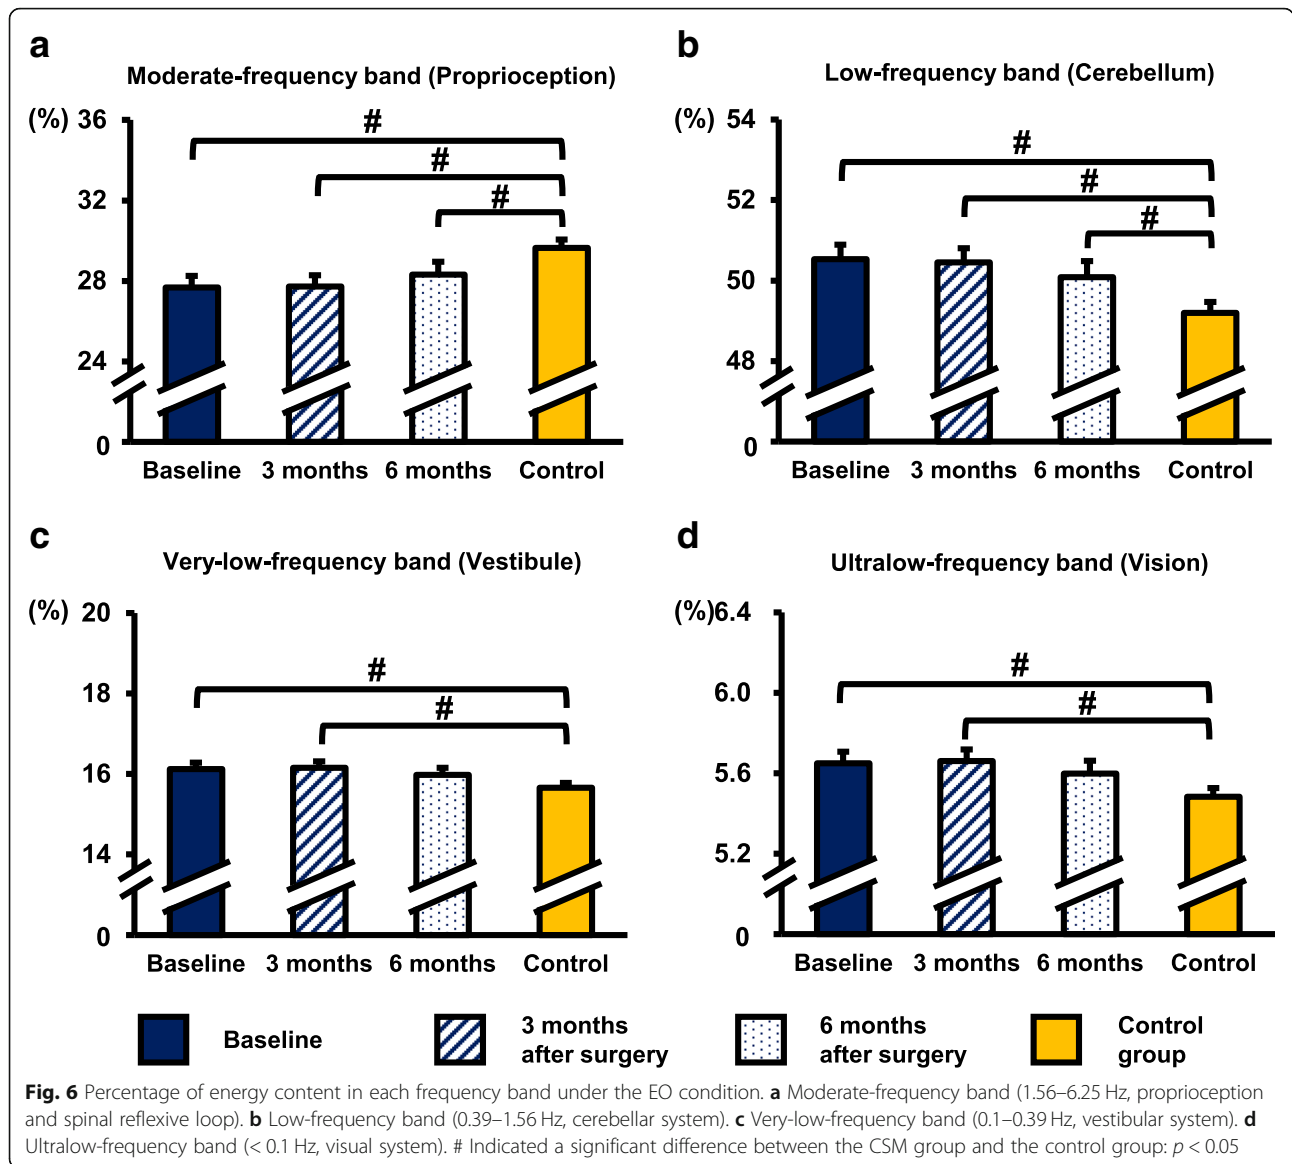 a
Moderate-frequency band (Proprioception)
(%) 36
32
28
24
0
#
#
#
Baseline 3 months 6 months Control
b
Low-frequency band (Cerebellum)
(%) 54
52
50
48
0
#
#
#
Baseline 3 months 6 months Control
c
Very-low-frequency band (Vestibule)
(%) 20
18
16
14
0
#
#
Baseline 3 months 6 months Control
d
Ultralow-frequency band (Vision)
(%)6.4
6.0
5.6
5.2
0
#
#
Baseline 3 months 6 months Control
Baseline
3 months
after surgery
6 months
after surgery
Control
group
Fig. 6 Percentage of energy content in each frequency band under the EO condition. a Moderate-frequency band (1.56–6.25 Hz, proprioception
and spinal reflexive loop). b Low-frequency band (0.39–1.56 Hz, cerebellar system). c Very-low-frequency band (0.1–0.39 Hz, vestibular system). d
Ultralow-frequency band (< 0.1 Hz, visual system). # Indicated a significant difference between the CSM group and the control group: p < 0.05